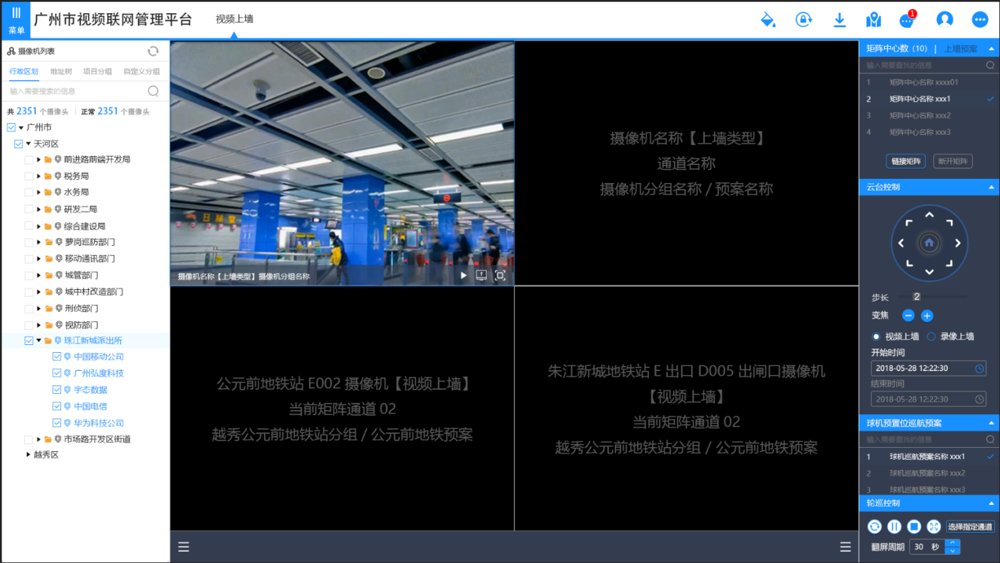 菜单
广州市视频联网管理平台
视频上墙
1
摄像机列表
行政区划 地址树 项目分组 自定义分组
输入需要搜索的信息
共 2351 个摄像头 | 正常 2351 个摄像头
广州市
天河区
前进路前端开发局
税务局
水务局
研发二局
综合建设局
萝岗巡防部门
移动通讯部门
城管部门
城中村改造部门
刑侦部门
视防部门
珠江新城派出所
中国移动公司
广州弘度科技
宇态数据
中国电信
华为科技公司
市场路开发区街道
越秀区
摄像机名称【上墙类型】摄像机分组名称
摄像机名称【上墙类型】
通道名称
摄像机分组名称 / 预案名称
公元前地铁站 E002 摄像机【视频上墙】
当前矩阵通道 02
越秀公元前地铁站分组 / 公元前地铁预案
朱江新城地铁站 E 出口 D005 出闸口摄像机
【视频上墙】
当前矩阵通道 02
越秀公元前地铁站分组 / 公元前地铁预案
矩阵中心数（10） | 上墙预案
输入需要查找的信息
1 矩阵中心名称 xxxx01
2 矩阵中心名称 xxx1
3 矩阵中心名称 xxx2
4 矩阵中心名称 xxx3
链接矩阵 断开矩阵
云台控制
步长 2
变焦
视频上墙 录像上墙
开始时间
2018-05-28 12:22:30
结束时间
2018-05-28 12:22:30
球机预置位巡航预案
输入需要查找的信息
1 球机巡航预案名称 xxx1
2 球机巡航预案名称 xxx2
3 球机巡航预案名称 xxx3
轮巡控制
选择指定通道
翻屏周期 30 秒